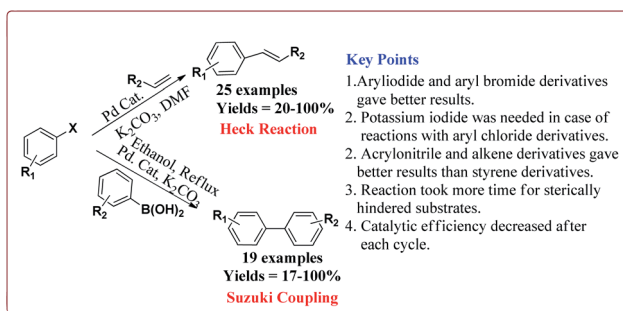 R₂
Pd Cat.
K₂CO₃, DMF
R₁
R₂
25 examples
Yields = 20-100%
Heck Reaction
X
R₁
Ethanol, Reflux
Pd. Cat, K₂CO₃
R₂
B(OH)₂
R₁
R₂
19 examples
Yields = 17-100%
Suzuki Coupling
Key Points
1.Aryliodide and aryl bromide derivatives
gave better results.
2. Potassium iodide was needed in case of
reactions with aryl chloride derivatives.
2. Acrylonitrile and alkene derivatives gave
better results than styrene derivatives.
3. Reaction took more time for sterically
hindered substrates.
4. Catalytic efficiency decreased after
each cycle.